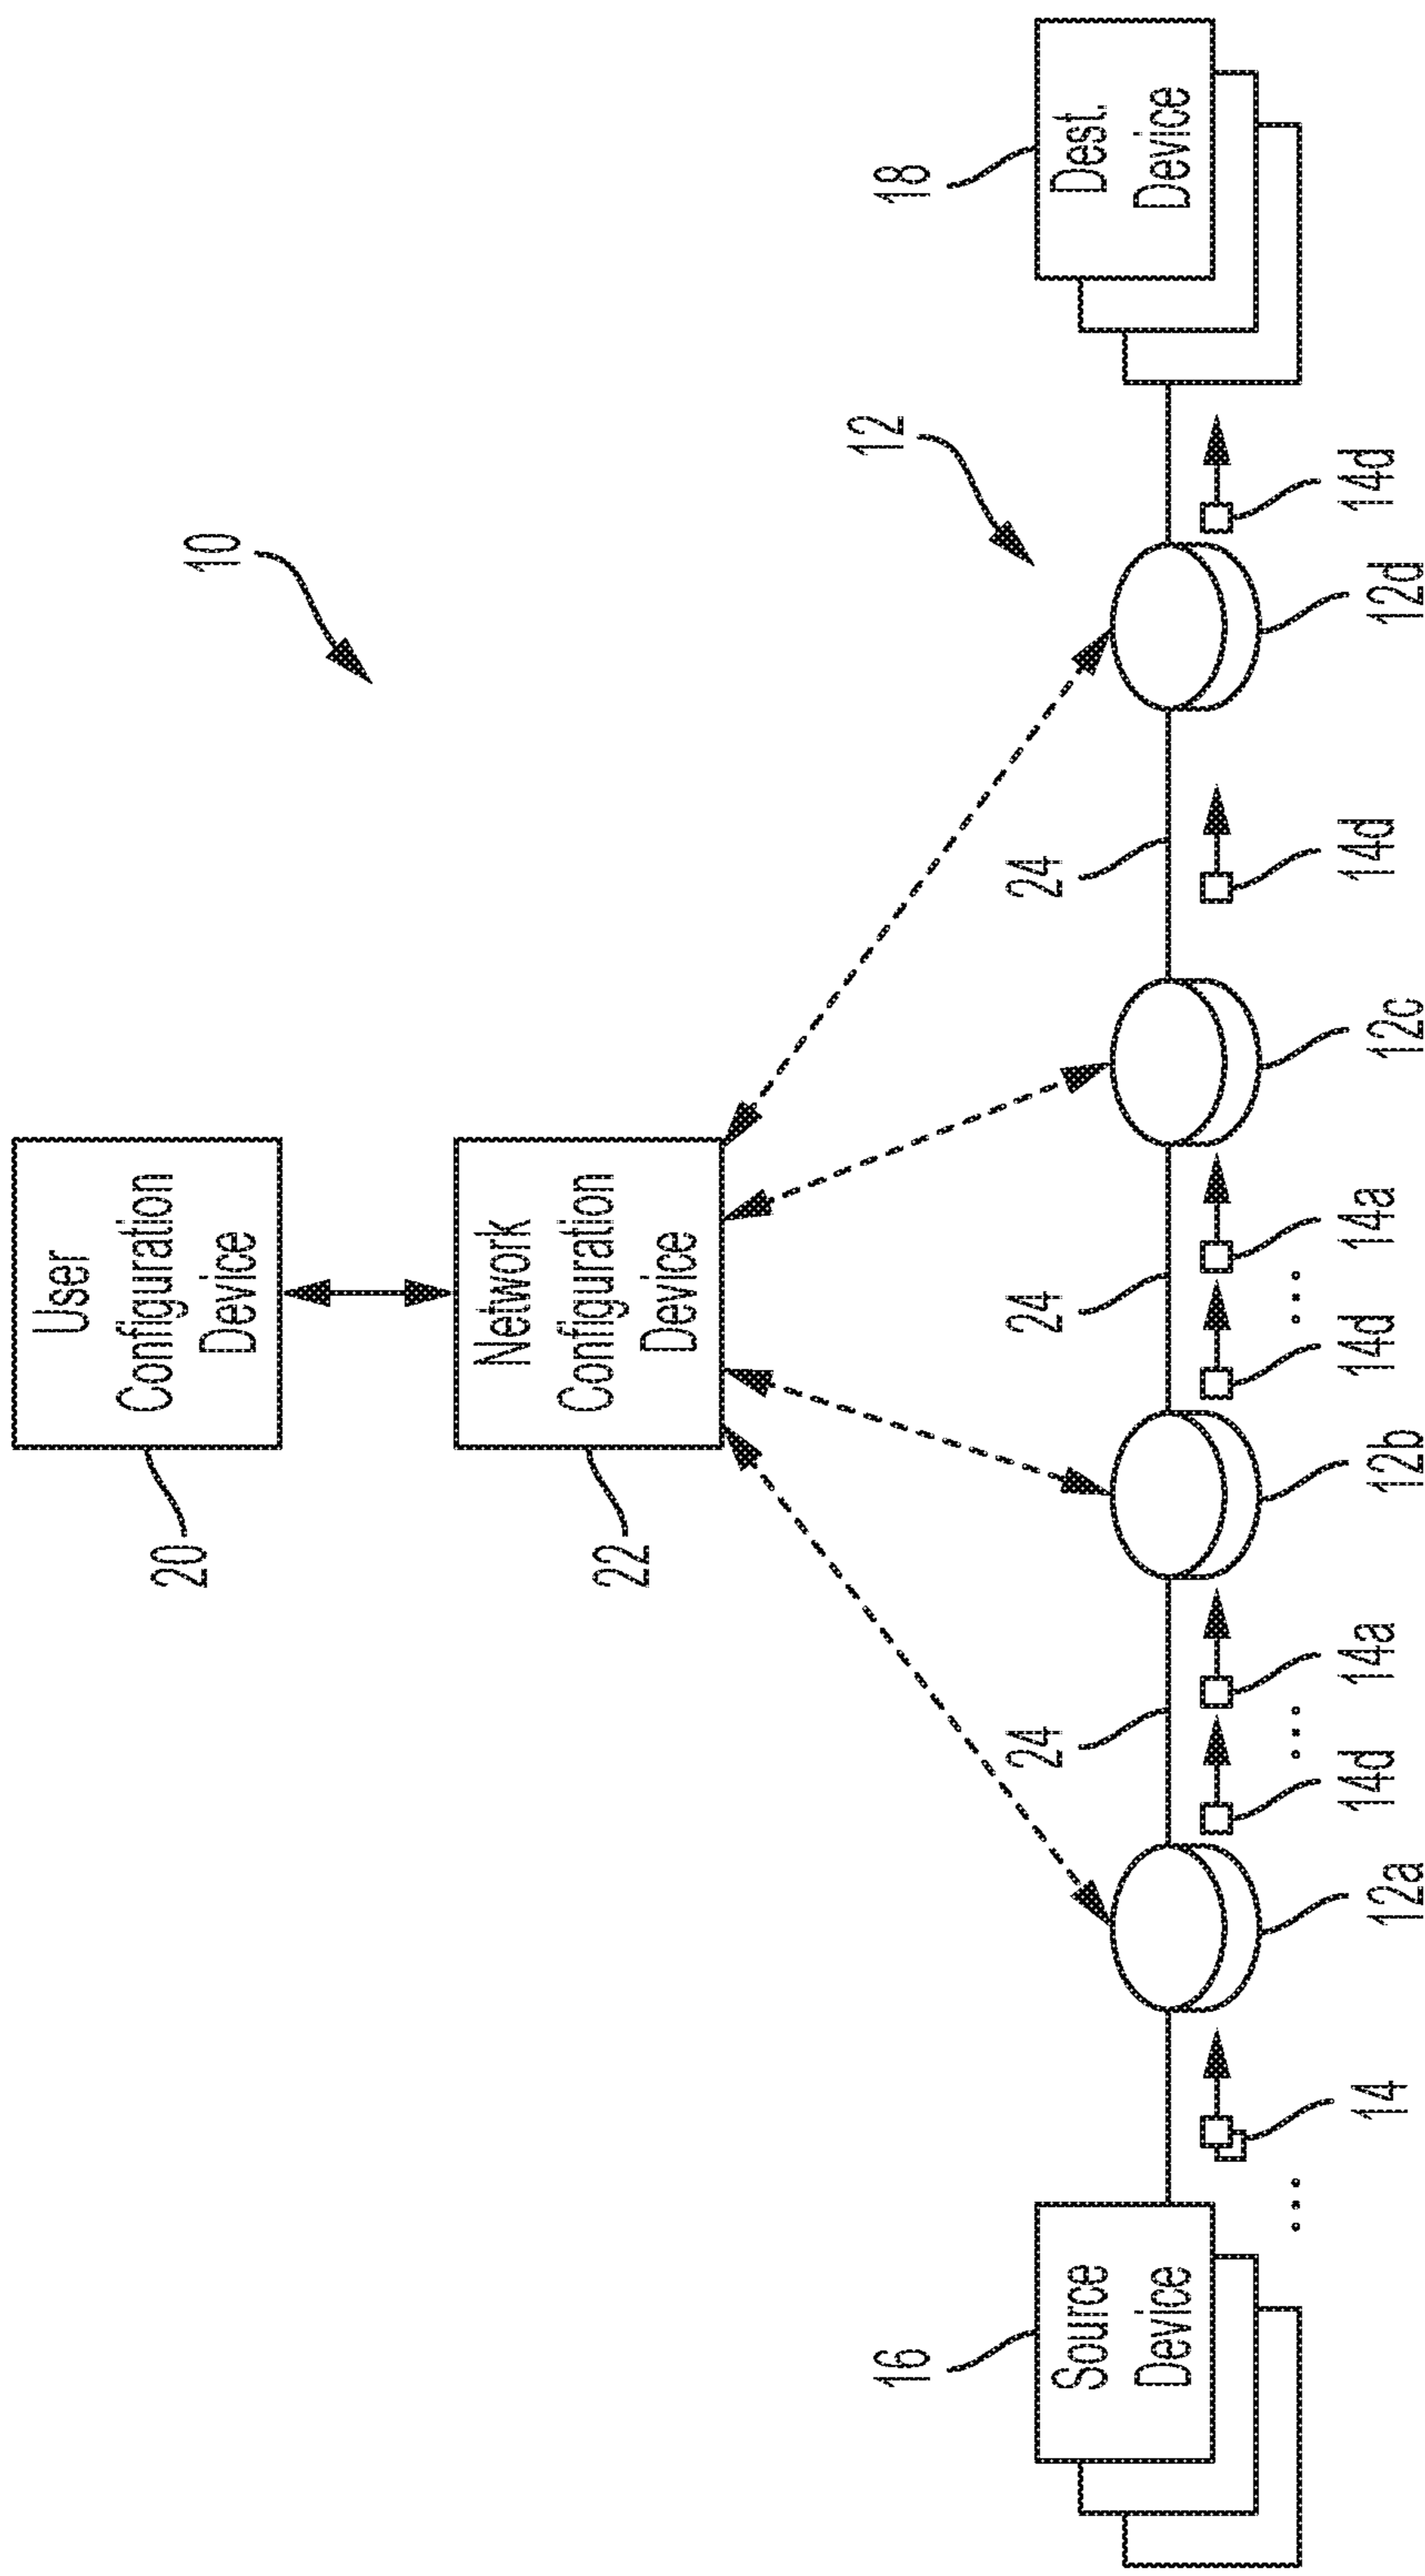 User
Configuration
Device
20
10
Network
Configuration
Device
22
12
16
Source
Device
18
Dest.
Device
24
24
24
14
12a
14d
14a
12b
14d
14a
12c
14d
12d
14d